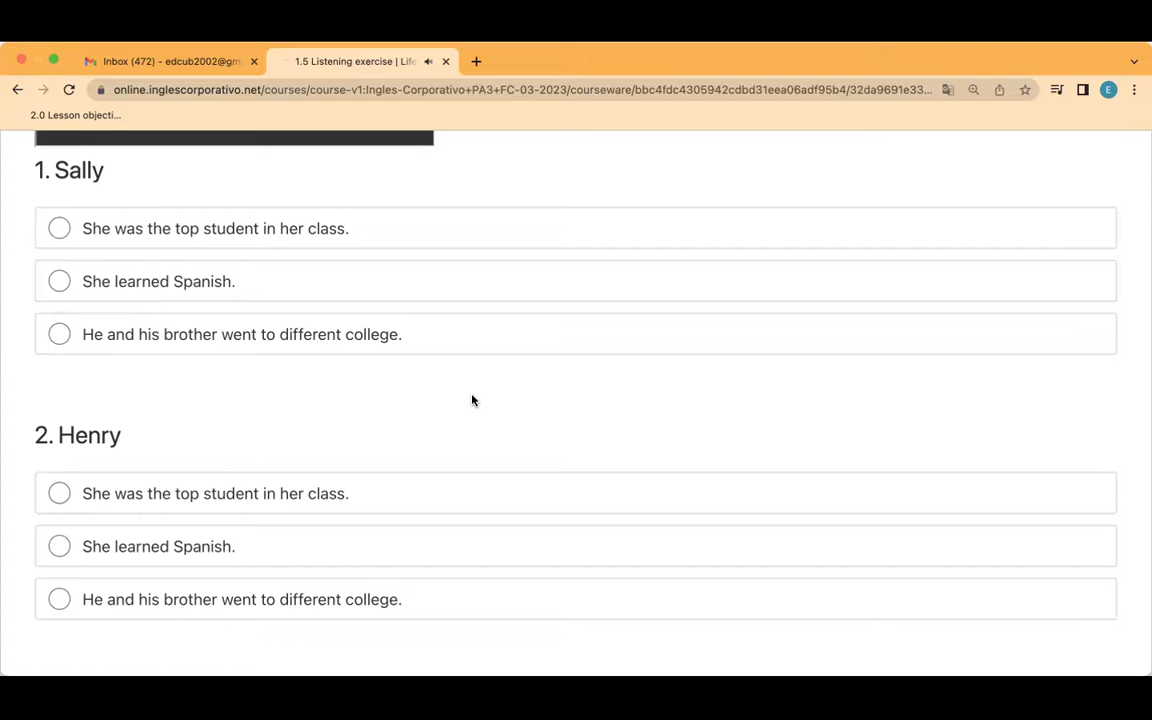 Inbox (472) - edcub2002@gm
1.5 Listening exercise | Life
online.inglescorporativo.net/courses/course-v1:Ingles-Corporativo+PA3+FC-03-2023/courseware/bbc4fdc4305942cdbd31eea06adf95b4/32da9691e33...
E
2.0 Lesson objecti...
1. Sally
She was the top student in her class.
She learned Spanish.
He and his brother went to different college.
2. Henry
She was the top student in her class.
She learned Spanish.
He and his brother went to different college.